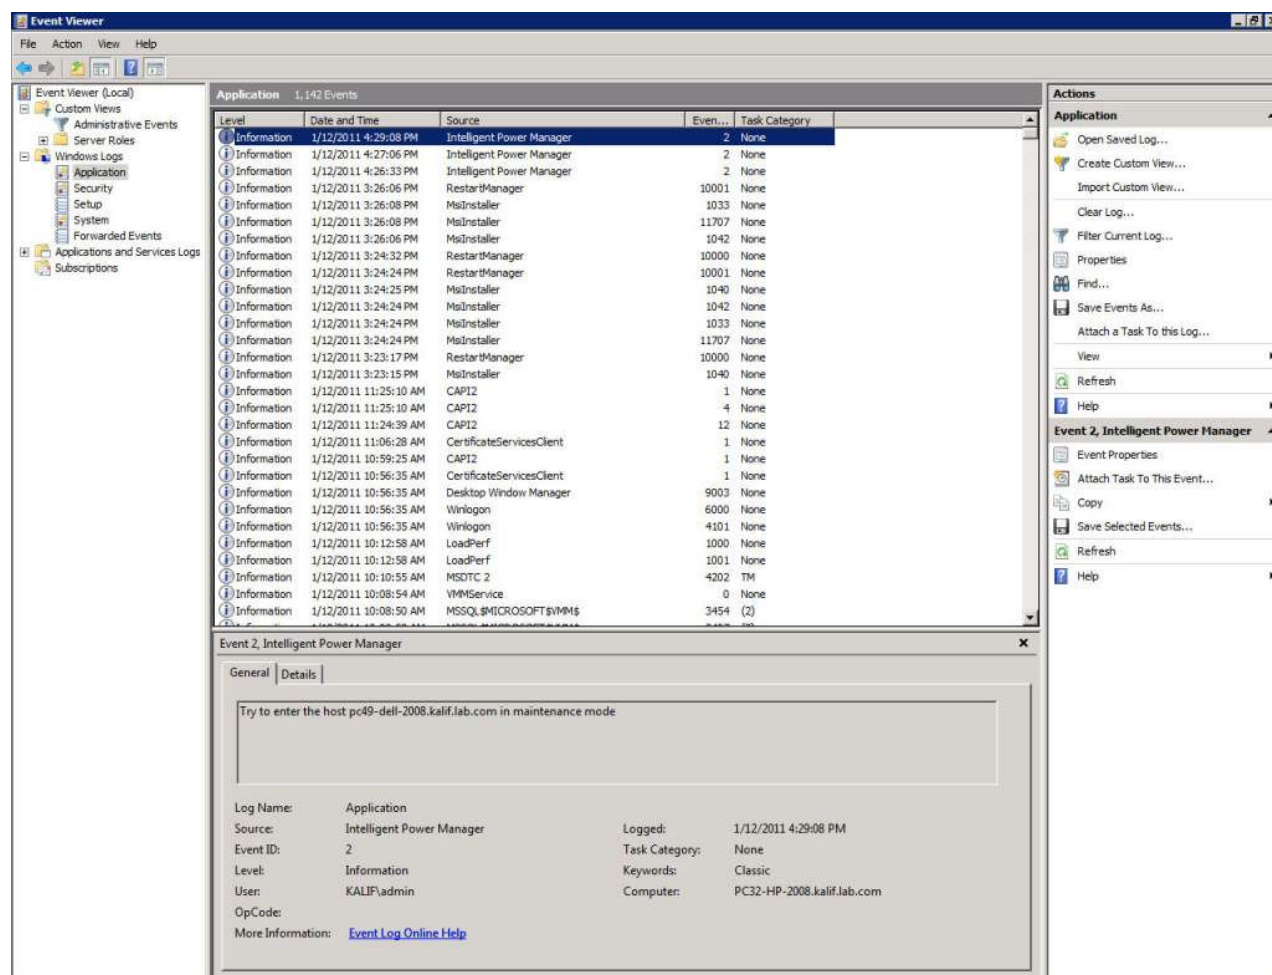 Event Viewer
File Action View Help
Event Viewer (Local)
Custom Views
Administrative Events
Server Roles
Windows Logs
Application
Security
Setup
System
Forwarded Events
Applications and Services Logs
Subscriptions
Application 1,142 Events
Level Date and Time Source Even... Task Category
Information 1/12/2011 4:29:08 PM Intelligent Power Manager 2 None
Information 1/12/2011 4:27:06 PM Intelligent Power Manager 2 None
Information 1/12/2011 4:26:33 PM Intelligent Power Manager 2 None
Information 1/12/2011 3:26:06 PM RestartManager 10001 None
Information 1/12/2011 3:26:08 PM MsiInstaller 1033 None
Information 1/12/2011 3:26:08 PM MsiInstaller 11707 None
Information 1/12/2011 3:26:06 PM MsiInstaller 1042 None
Information 1/12/2011 3:24:32 PM RestartManager 10000 None
Information 1/12/2011 3:24:24 PM RestartManager 10001 None
Information 1/12/2011 3:24:25 PM MsiInstaller 1040 None
Information 1/12/2011 3:24:24 PM MsiInstaller 1042 None
Information 1/12/2011 3:24:24 PM MsiInstaller 1033 None
Information 1/12/2011 3:24:24 PM MsiInstaller 11707 None
Information 1/12/2011 3:23:17 PM RestartManager 10000 None
Information 1/12/2011 3:23:15 PM MsiInstaller 1040 None
Information 1/12/2011 11:25:10 AM CAPI2 1 None
Information 1/12/2011 11:25:10 AM CAPI2 4 None
Information 1/12/2011 11:24:39 AM CAPI2 12 None
Information 1/12/2011 11:06:28 AM CertificateServicesClient 1 None
Information 1/12/2011 10:59:25 AM CAPI2 1 None
Information 1/12/2011 10:56:35 AM CertificateServicesClient 1 None
Information 1/12/2011 10:56:35 AM Desktop Window Manager 9003 None
Information 1/12/2011 10:56:35 AM Winlogon 6000 None
Information 1/12/2011 10:56:35 AM Winlogon 4101 None
Information 1/12/2011 10:12:58 AM LoadPerf 1000 None
Information 1/12/2011 10:12:58 AM LoadPerf 1001 None
Information 1/12/2011 10:10:55 AM MSDTC 2 4202 TM
Information 1/12/2011 10:08:54 AM VMMService 0 None
Information 1/12/2011 10:08:50 AM MSSQL$MICROSOFT$VMM$ 3454 (2)
Event 2, Intelligent Power Manager
General Details
Try to enter the host pc49-dell-2008.kalif.lab.com in maintenance mode
Log Name: Application
Source: Intelligent Power Manager Logged: 1/12/2011 4:29:08 PM
Event ID: 2 Task Category: None
Level: Information Keywords: Classic
User: KALIF\admin Computer: PC32-HP-2008.kalif.lab.com
OpCode:
More Information: Event Log Online Help
Actions
Application
Open Saved Log...
Create Custom View...
Import Custom View...
Clear Log...
Filter Current Log...
Properties
Find...
Save Events As...
Attach a Task To this Log...
View
Refresh
Help
Event 2, Intelligent Power Manager
Event Properties
Attach Task To This Event...
Copy
Save Selected Events...
Refresh
Help